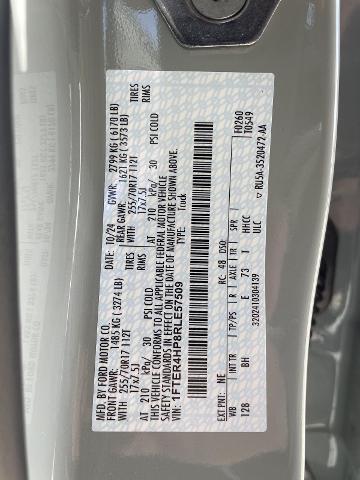 MFD. BY FORD MOTOR CO.
DATE: 10/24 GVWR: 2799 KG (6170 LB)
FRONT GAWR: 1485 KG (3274 LB) REAR GAWR: 1621 KG (3573 LB)
255/70R17 112T TIRES 255/70R17 112T TIRES
17x7.5J RIMS 17x7.5J RIMS
AT 210 kPa/ 30 PSI COLD AT 210 kPa/ 30 PSI COLD
THIS VEHICLE CONFORMS TO ALL APPLICABLE FEDERAL MOTOR VEHICLE
SAFETY STANDARDS IN EFFECT ON THE DATE OF MANUFACTURE SHOWN ABOVE.
VIN: 1FTER4HP8RLE57509
TYPE: Truck
H0260
T0549
EXT PNT: NE RC: 48 DSO:
WB INT TR TP/PS R AXLE TR SPR
128 BH E 73 I HHCC
ULC
3202410304139
RU5A-3520472-AA